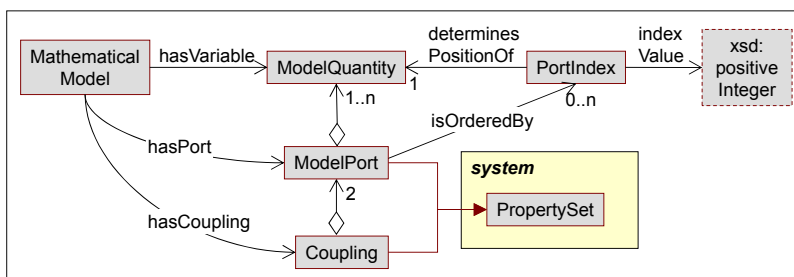 Mathematical
Model
hasVariable
ModelQuantity
determines
PositionOf
1
PortIndex
index
Value
xsd:
positive
Integer
1..n
0..n
isOrderedBy
hasPort
ModelPort
system
PropertySet
2
hasCoupling
Coupling